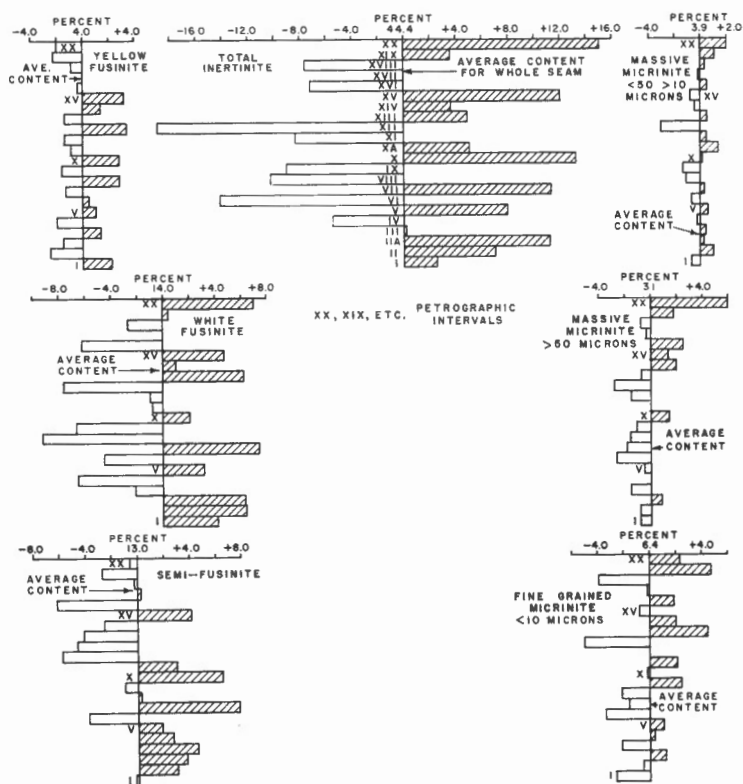 PERCENT
-4.0 4.0 +4.0
XX
YELLOW
FUSINITE
AVE.
CONTENT
XV
X
V
I
PERCENT
-16.0 -12.0 -8.0 -4.0 +4.0 +8.0 +12.0 +16.0
TOTAL
INERTINITE
AVERAGE CONTENT
FOR WHOLE SEAM
XX
XIX
XVIII
XVII
XVI
XV
XIV
XIII
XII
XI
XA
X
IX
VIII
VII
VI
V
IV
III
IIA
II
I
PERCENT
-4.0 3.9 +2.0
XX
MASSIVE
MICRINITE
<50 >10
MICRONS
XV
X
V
AVERAGE
CONTENT
I
PERCENT
-8.0 -4.0 14.0 +4.0 +8.0
XX
WHITE
FUSINITE
XV
AVERAGE
CONTENT
X
V
I
XX, XIX, ETC. PETROGRAPHIC
INTERVALS
PERCENT
-4.0 31 +4.0
XX
MASSIVE
MICRINITE
>50 MICRONS
XV
X
AVERAGE
CONTENT
V
I
PERCENT
-8.0 -4.0 13.0 +4.0 +8.0
XX
SEMI-FUSINITE
AVERAGE
CONTENT
XV
X
V
I
PERCENT
-4.0 6.4 +4.0
XX
FINE GRAINED
MICRINITE
<10 MICRONS
XV
X
AVERAGE
CONTENT
V
I